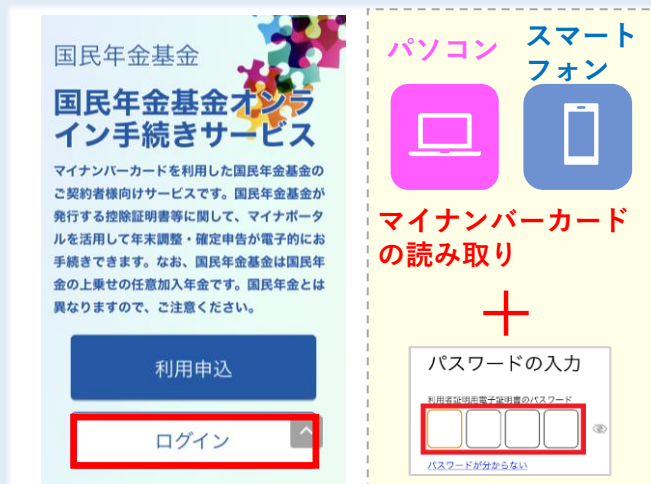 国民年金基金
国民年金基金オンラ
イン手続きサービス
マイナンバーカードを利用した国民年金基金の
ご契約者様向けサービスです。国民年金基金が
発行する控除証明書等に関して、マイナポータ
ルを活用して年末調整・確定申告が電子的にお
手続きできます。なお、国民年金基金は国民年
金の上乗せの任意加入年金です。国民年金とは
異なりますので、ご注意ください。
利用申込
ログイン
パソコン
スマート
フォン
マイナンバーカード
の読み取り
+
パスワードの入力
利用者証明用電子証明書のパスワード
パスワードが分からない